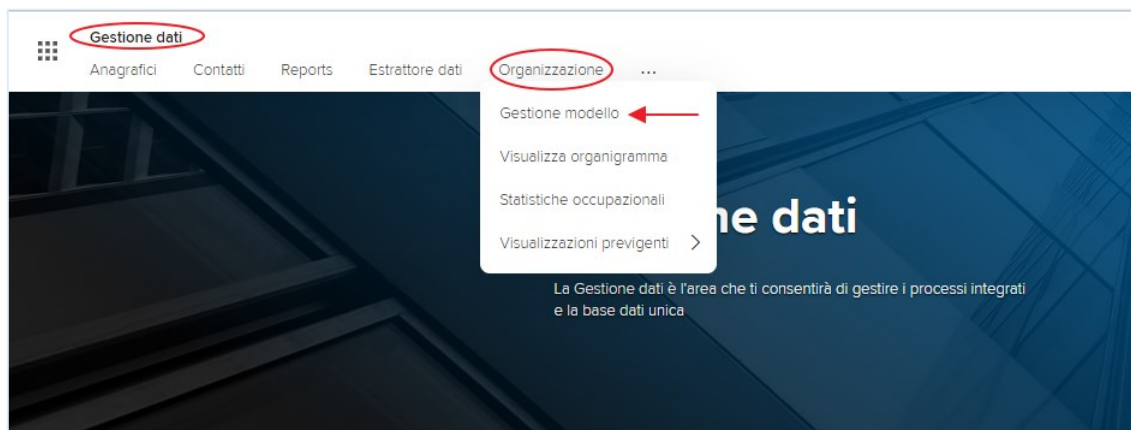 Gestione dati
Anagrafici Contatti Reports Estrattore dati Organizzazione ...
Gestione modello
Visualizza organigramma
Statistiche occupazionali
ne dati
Visualizzazioni previgenti
La Gestione dati è l'area che ti consentirà di gestire i processi integrati
e la base dati unica